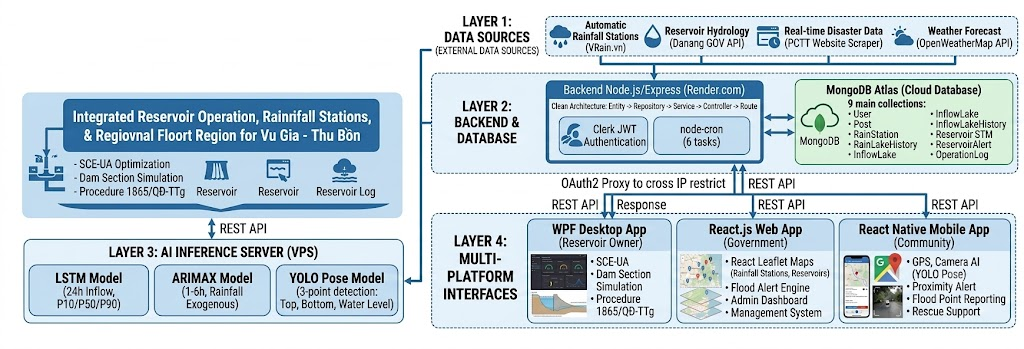 LAYER 1:
DATA SOURCES
(EXTERNAL DATA SOURCES)
Automatic
Rainfall Stations
(VRain.vn)
Reservoir Hydrology
(Danang GOV API)
Real-time Disaster Data
(PCTT Website Scraper)
Weather Forecast
(OpenWeatherMap API)
LAYER 2:
BACKEND &
DATABASE
Backend Node.js/Express (Render.com)
Clean Architecture: Entity -> Repository -> Service -> Controller -> Route
Clerk JWT
Authentication
node-cron
(6 tasks)
MongoDB Atlas (Cloud Database)
9 main collections:
MongoDB
• User
• Post
• RainStation
• RainLakeHistory
• InflowLake
• InflowLake
• InflowLakeHistory
• Reservoir STM
• ReservoirAlert
• OperationLog
Integrated Reservoir Operation, Rainrifall Stations,
& Regiovnal Floort Region for Vu Gia - Thu Bồn
- SCE-UA Optimization
- Dam Section Simulation
- Procedure 1865/QĐ-TTg
Reservoir
Reservoir
Reservoir Log
REST API
LAYER 3: AI INFERENCE SERVER (VPS)
LSTM Model
(24h Inflow,
P10/P50/P90)
ARIMAX Model
(1-6h, Rainfall
Exogenous)
YOLO Pose Model
(3-point detection:
Top, Bottom, Water Level)
OAuth2 Proxy to cross IP restrict
REST API
REST API
Response
REST API
LAYER 4:
MULTI-
PLATFORM
INTERFACES
WPF Desktop App
(Reservoir Owner)
• SCE-UA
• Dam Section
Simulation
• Procedure
1865/QĐ-TTg
React.js Web App
(Government)
• React Leaflet Maps
(Rainfall Stations, Reservoirs)
• Flood Alert Engine
• Admin Dashboard
• Management System
React Native Mobile App
(Community)
• GPS, Camera AI
(YOLO Pose)
• Proximity Alert
• Flood Point Reporting
• Rescue Support